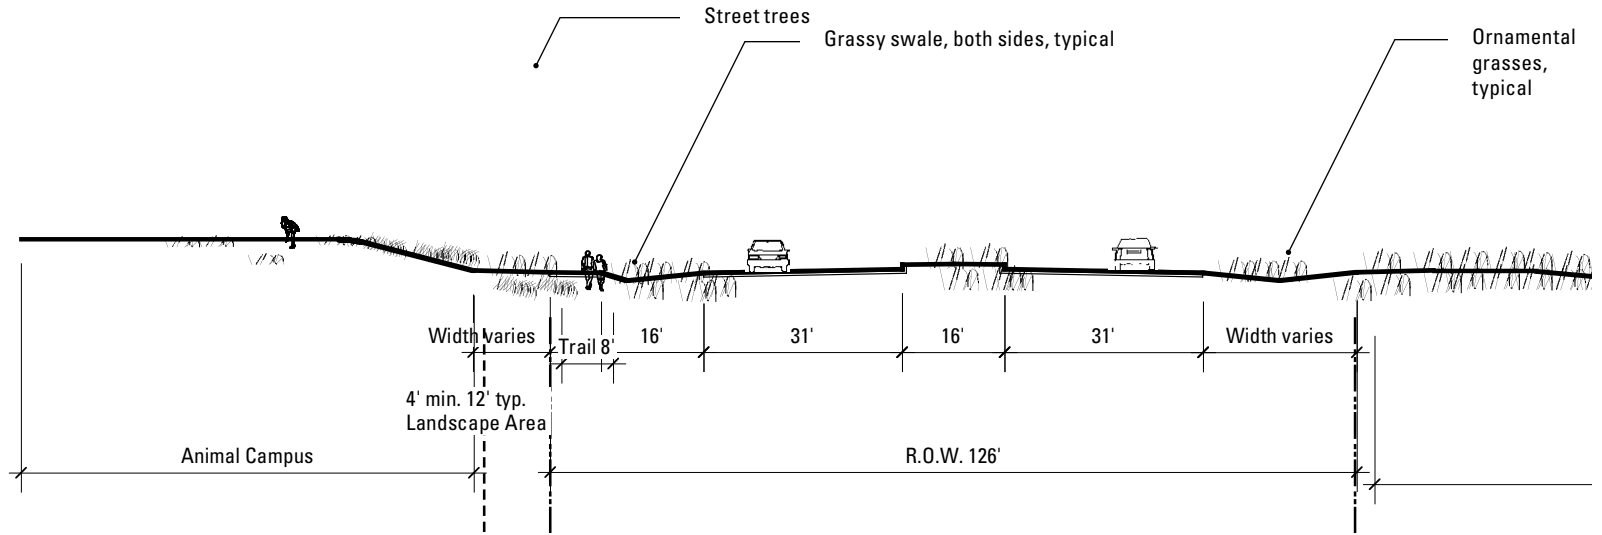 Street trees
Grassy swale, both sides, typical
Ornamental
grasses,
typical
Width varies
Trail 8'
16'
31'
16'
31'
Width varies
4' min. 12' typ.
Landscape Area
Animal Campus
R.O.W. 126'